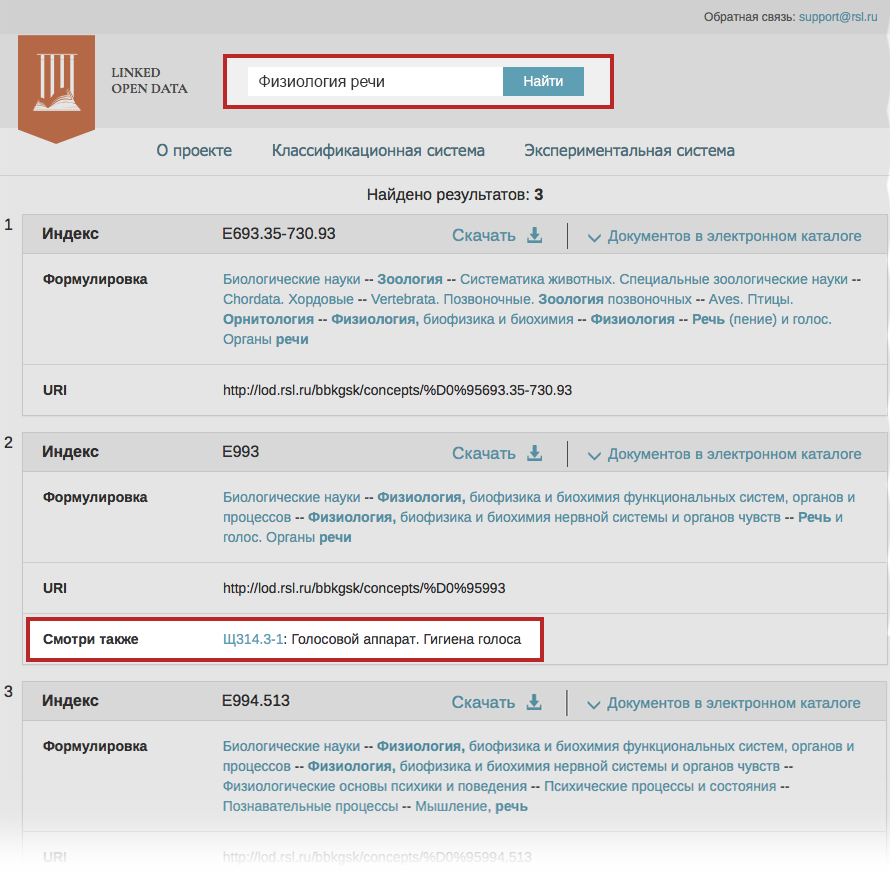 Обратная связь: support@rsl.ru
LINKED
OPEN DATA
Физиология речи
Найти
О проекте Классификационная система Экспериментальная система
Найдено результатов: 3
1
Индекс E693.35-730.93 Скачать Документов в электронном каталоге
Формулировка Биологические науки -- Зоология -- Систематика животных. Специальные зоологические науки --
Chordata. Хордовые -- Vertebrata. Позвоночные. Зоология позвоночных -- Aves. Птицы.
Орнитология -- Физиология, биофизика и биохимия -- Физиология -- Речь (пение) и голос.
Органы речи
URI http://lod.rsl.ru/bbkgsk/concepts/%D0%95693.35-730.93
2
Индекс E993 Скачать Документов в электронном каталоге
Формулировка Биологические науки -- Физиология, биофизика и биохимия функциональных систем, органов и
процессов -- Физиология, биофизика и биохимия нервной системы и органов чувств -- Речь и
голос. Органы речи
URI http://lod.rsl.ru/bbkgsk/concepts/%D0%95993
Смотри также Щ314.3-1: Голосовой аппарат. Гигиена голоса
3
Индекс E994.513 Скачать Документов в электронном каталоге
Формулировка Биологические науки -- Физиология, биофизика и биохимия функциональных систем, органов и
процессов -- Физиология, биофизика и биохимия нервной системы и органов чувств --
Физиологические основы психики и поведения -- Психические процессы и состояния --
Познавательные процессы -- Мышление, речь
URI http://lod.rsl.ru/bbkgsk/concepts/%D0%95994.513